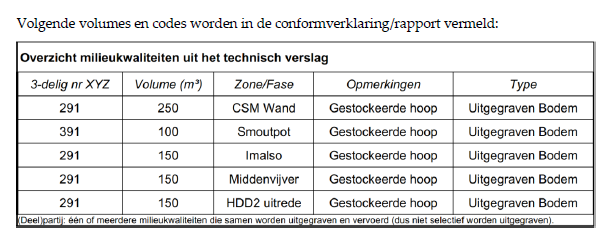 Volgende volumes en codes worden in de conformverklaring/rapport vermeld:
Overzicht milieukwaliteiten uit het technisch verslag
3-delig nr XYZ Volume (m³) Zone/Fase Opmerkingen Type
291 250 CSM Wand Gestockeerde hoop Uitgegraven Bodem
391 100 Smoutpot Gestockeerde hoop Uitgegraven Bodem
291 150 Imalso Gestockeerde hoop Uitgegraven Bodem
291 150 Middenvijver Gestockeerde hoop Uitgegraven Bodem
291 150 HDD2 uitrede Gestockeerde hoop Uitgegraven Bodem
(Deel)partij: één of meerdere milieukwaliteiten die samen worden uitgegraven en vervoerd (dus niet selectief worden uitgegraven).